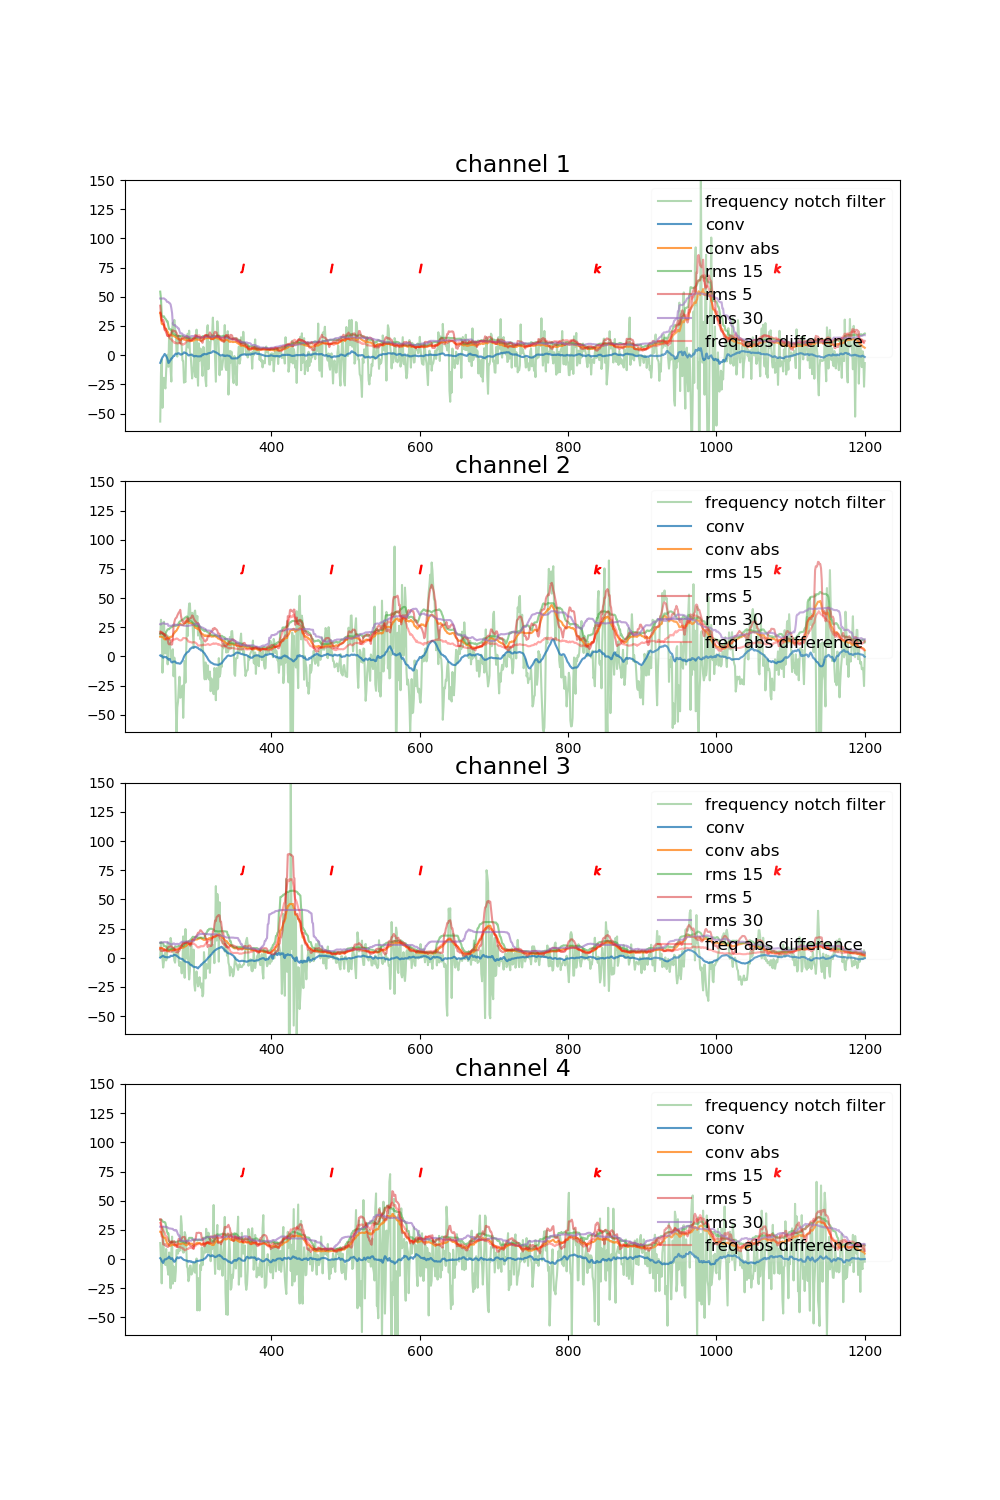 channel 1
150
125
100
75
50
25
0
−25
−50
J l l k k
frequency notch filter
conv
conv abs
rms 15
rms 5
rms 30
freq abs difference
400 600 800 1000 1200
channel 2
150
125
100
75
50
25
0
−25
−50
J l l k k
frequency notch filter
conv
conv abs
rms 15
rms 5
rms 30
freq abs difference
400 600 800 1000 1200
channel 3
150
125
100
75
50
25
0
−25
−50
J l l k k
frequency notch filter
conv
conv abs
rms 15
rms 5
rms 30
freq abs difference
400 600 800 1000 1200
channel 4
150
125
100
75
50
25
0
−25
−50
J l l k k
frequency notch filter
conv
conv abs
rms 15
rms 5
rms 30
freq abs difference
400 600 800 1000 1200